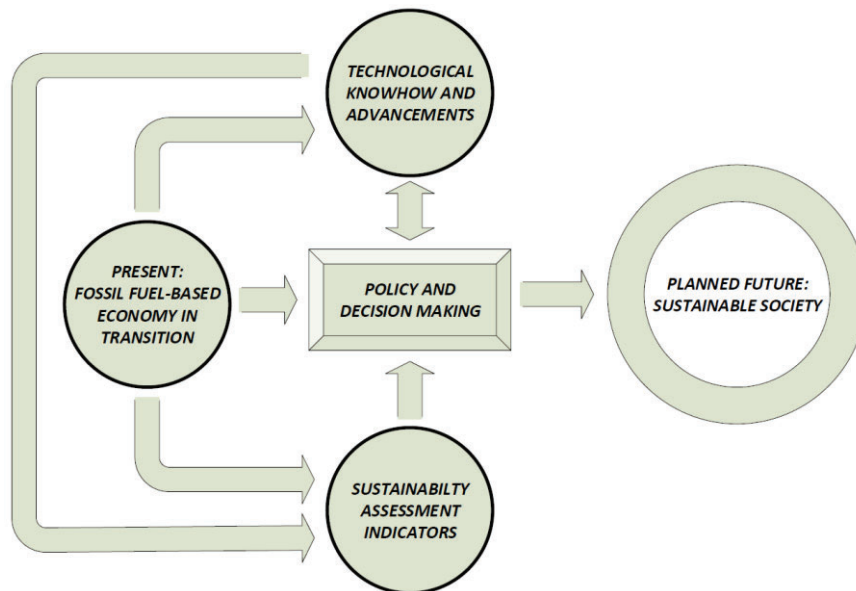 TECHNOLOGICAL
KNOWHOW AND
ADVANCEMENTS
PRESENT:
FOSSIL FUEL-BASED
ECONOMY IN
TRANSITION
POLICY AND
DECISION MAKING
PLANNED FUTURE:
SUSTAINABLE SOCIETY
SUSTAINABILTY
ASSESSMENT
INDICATORS